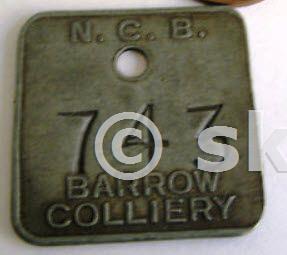 N. C. B.
743
© sk
BARROW
COLLIERY